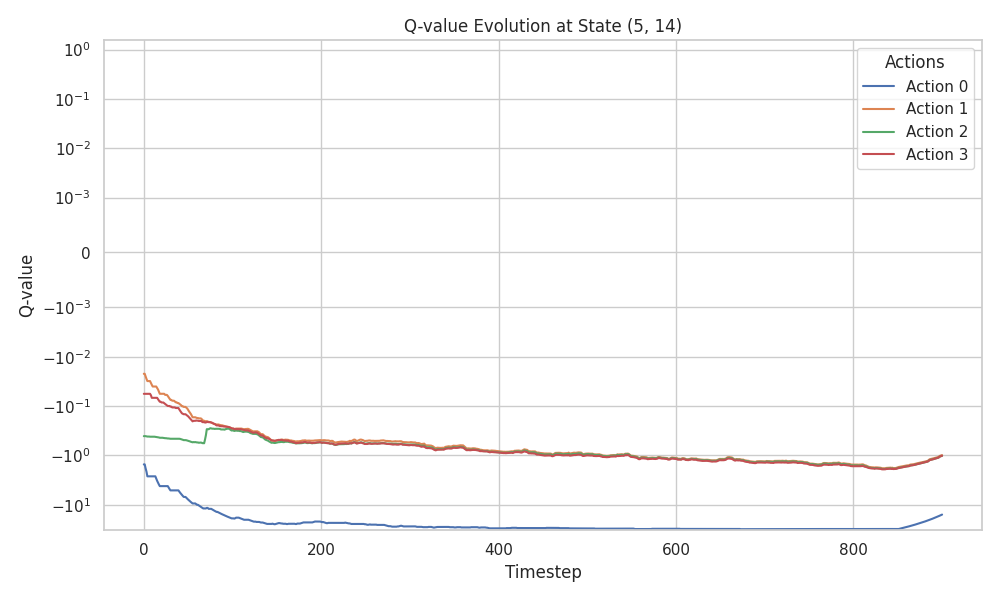 Q-value Evolution at State (5, 14)
Actions
Action 0
Action 1
Action 2
Action 3
Q-value
10⁰
10⁻¹
10⁻²
10⁻³
0
−10⁻³
−10⁻²
−10⁻¹
−10⁰
−10¹
0
200
400
600
800
Timestep